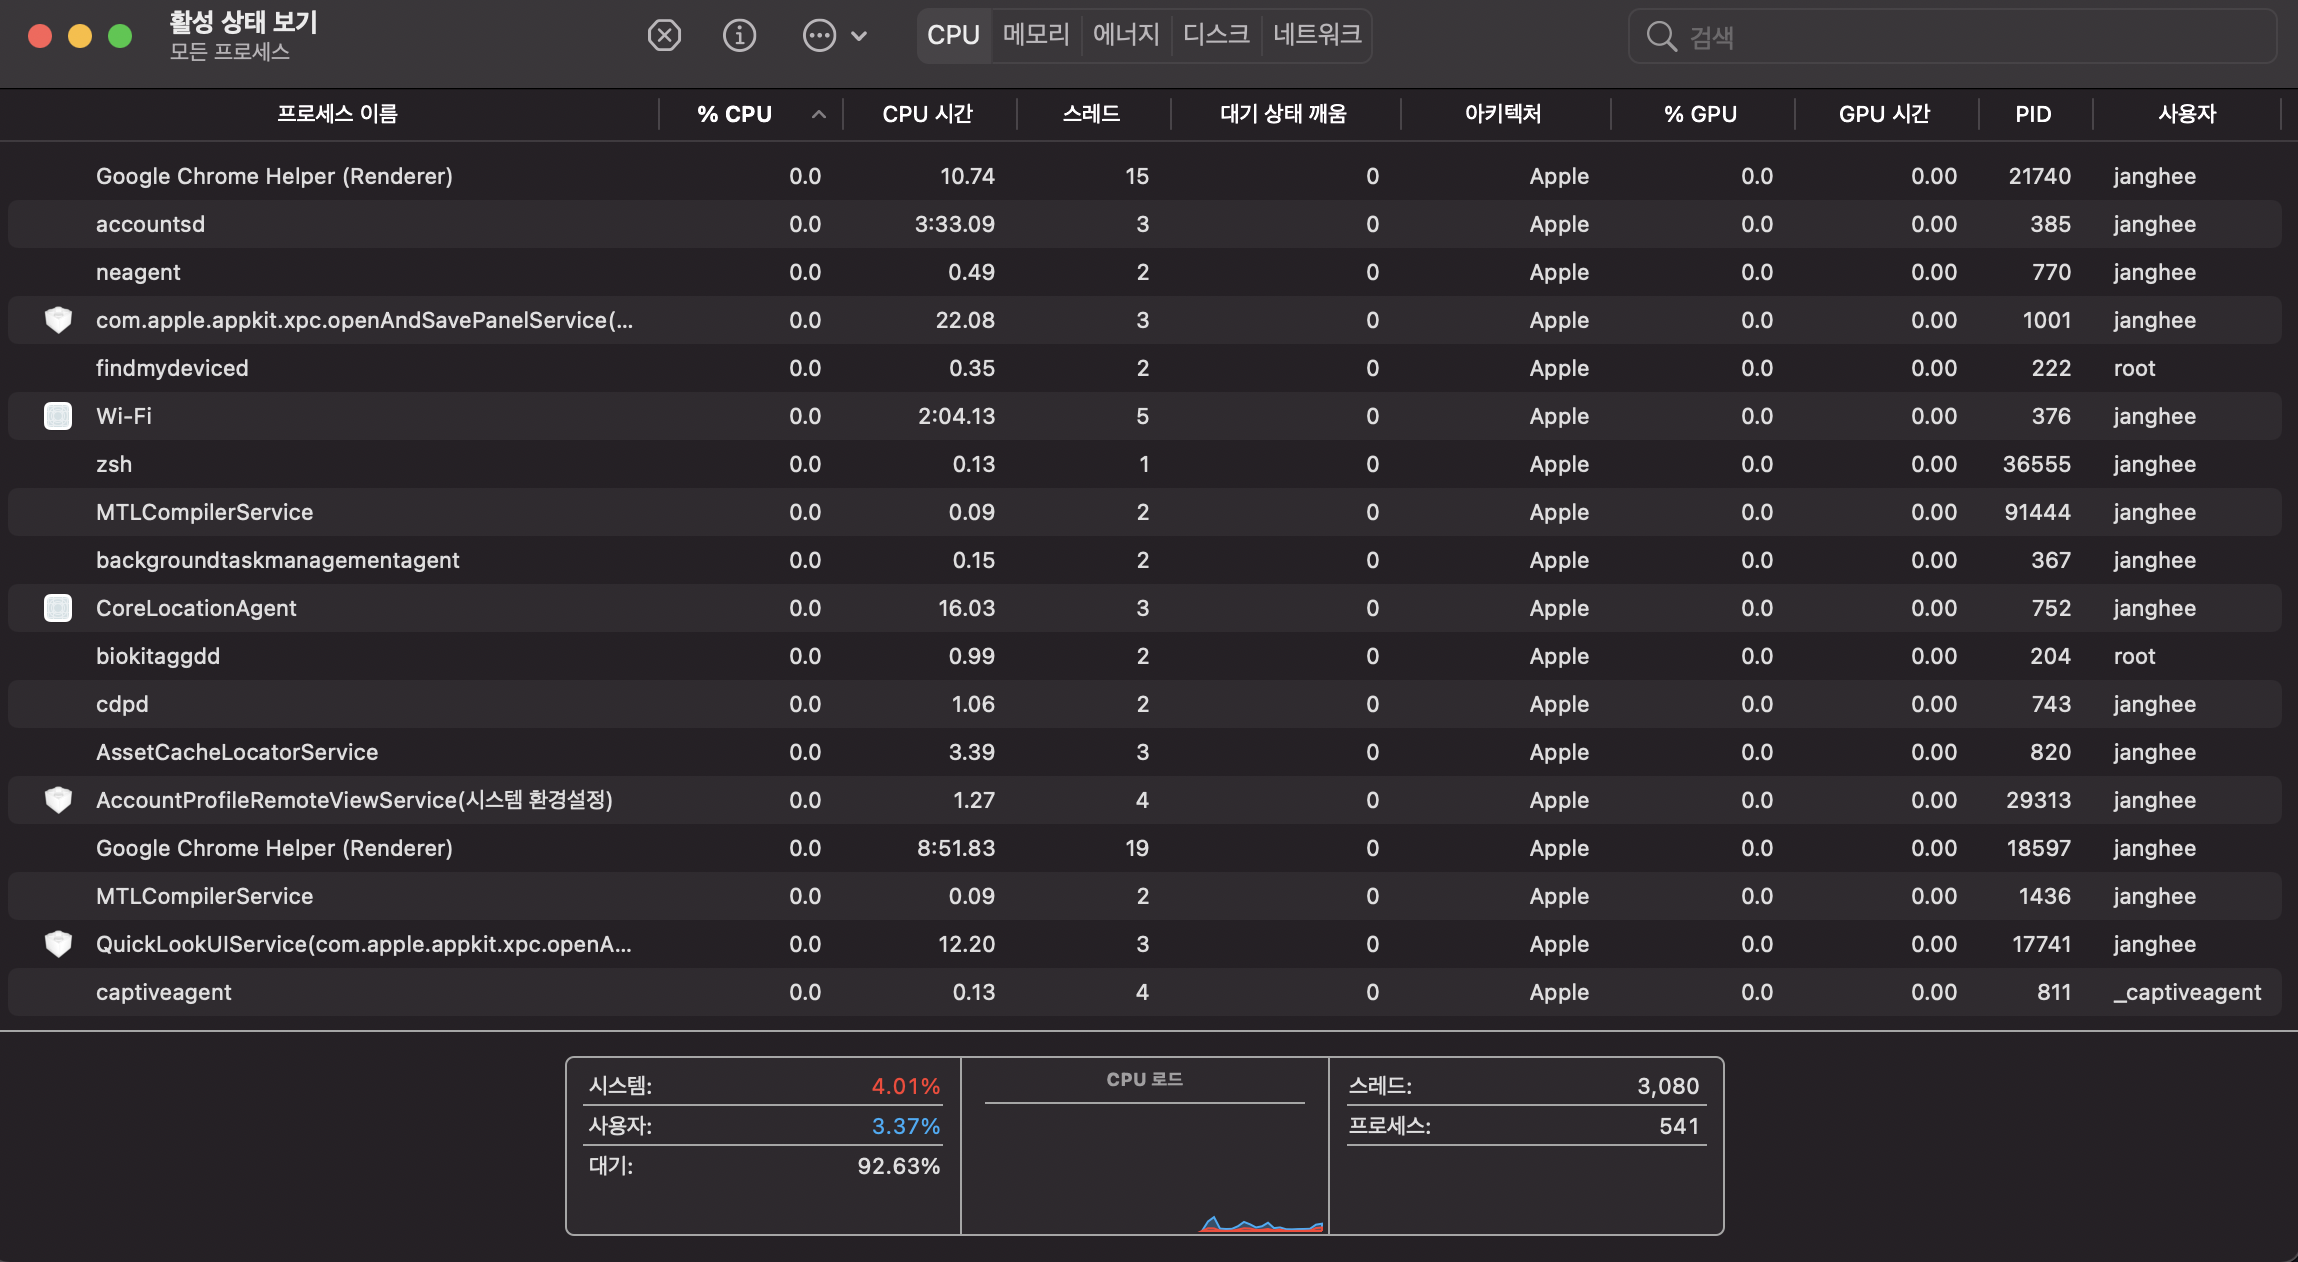 활성 상태 보기
모든 프로세스
CPU 메모리 에너지 디스크 네트워크
검색
프로세스 이름 % CPU CPU 시간 스레드 대기 상태 깨움 아키텍처 % GPU GPU 시간 PID 사용자
Google Chrome Helper (Renderer) 0.0 10.74 15 0 Apple 0.0 0.00 21740 janghee
accountsd 0.0 3:33.09 3 0 Apple 0.0 0.00 385 janghee
neagent 0.0 0.49 2 0 Apple 0.0 0.00 770 janghee
com.apple.appkit.xpc.openAndSavePanelService(... 0.0 22.08 3 0 Apple 0.0 0.00 1001 janghee
findmydeviced 0.0 0.35 2 0 Apple 0.0 0.00 222 root
Wi-Fi 0.0 2:04.13 5 0 Apple 0.0 0.00 376 janghee
zsh 0.0 0.13 1 0 Apple 0.0 0.00 36555 janghee
MTLCompilerService 0.0 0.09 2 0 Apple 0.0 0.00 91444 janghee
backgroundtaskmanagementagent 0.0 0.15 2 0 Apple 0.0 0.00 367 janghee
CoreLocationAgent 0.0 16.03 3 0 Apple 0.0 0.00 752 janghee
biokitaggdd 0.0 0.99 2 0 Apple 0.0 0.00 204 root
cdpd 0.0 1.06 2 0 Apple 0.0 0.00 743 janghee
AssetCacheLocatorService 0.0 3.39 3 0 Apple 0.0 0.00 820 janghee
AccountProfileRemoteViewService(시스템 환경설정) 0.0 1.27 4 0 Apple 0.0 0.00 29313 janghee
Google Chrome Helper (Renderer) 0.0 8:51.83 19 0 Apple 0.0 0.00 18597 janghee
MTLCompilerService 0.0 0.09 2 0 Apple 0.0 0.00 1436 janghee
QuickLookUIService(com.apple.appkit.xpc.openA... 0.0 12.20 3 0 Apple 0.0 0.00 17741 janghee
captiveagent 0.0 0.13 4 0 Apple 0.0 0.00 811 _captiveagent
시스템: 4.01%
사용자: 3.37%
대기: 92.63%
CPU 로드
스레드: 3,080
프로세스: 541